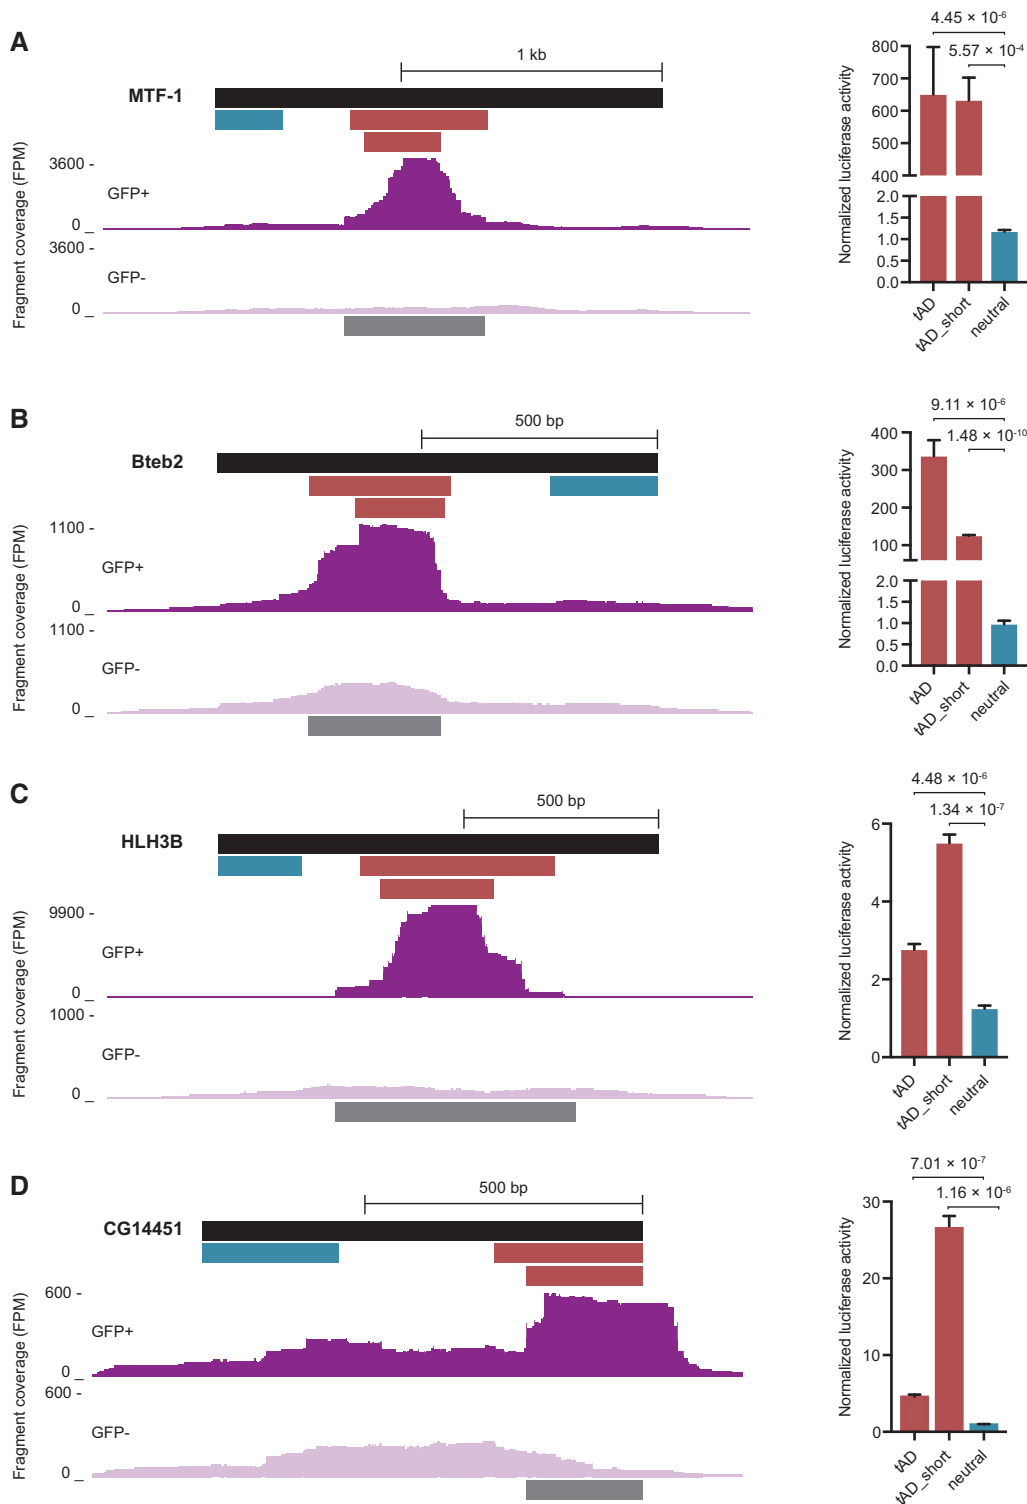 A
1 kb
MTF-1
Fragment coverage (FPM)
3600 -
GFP+
0 _
3600 -
GFP-
0 _
4.45 × 10-6
5.57 × 10-4
Normalized luciferase activity
800
700
600
500
400
2.0
1.5
1.0
0.5
0.0
tAD
tAD_short
neutral
B
500 bp
Bteb2
Fragment coverage (FPM)
1100 -
GFP+
0 _
1100 -
GFP-
0 _
9.11 × 10-6
1.48 × 10-10
Normalized luciferase activity
400
300
200
100
2.0
1.5
1.0
0.5
0.0
tAD
tAD_short
neutral
C
500 bp
HLH3B
Fragment coverage (FPM)
9900 -
GFP+
0 _
1000 -
GFP-
0 _
4.48 × 10-6
1.34 × 10-7
Normalized luciferase activity
6
4
2
0
tAD
tAD_short
neutral
D
500 bp
CG14451
Fragment coverage (FPM)
600 -
GFP+
0 _
600 -
GFP-
0 _
7.01 × 10-7
1.16 × 10-6
Normalized luciferase activity
30
20
10
0
tAD
tAD_short
neutral